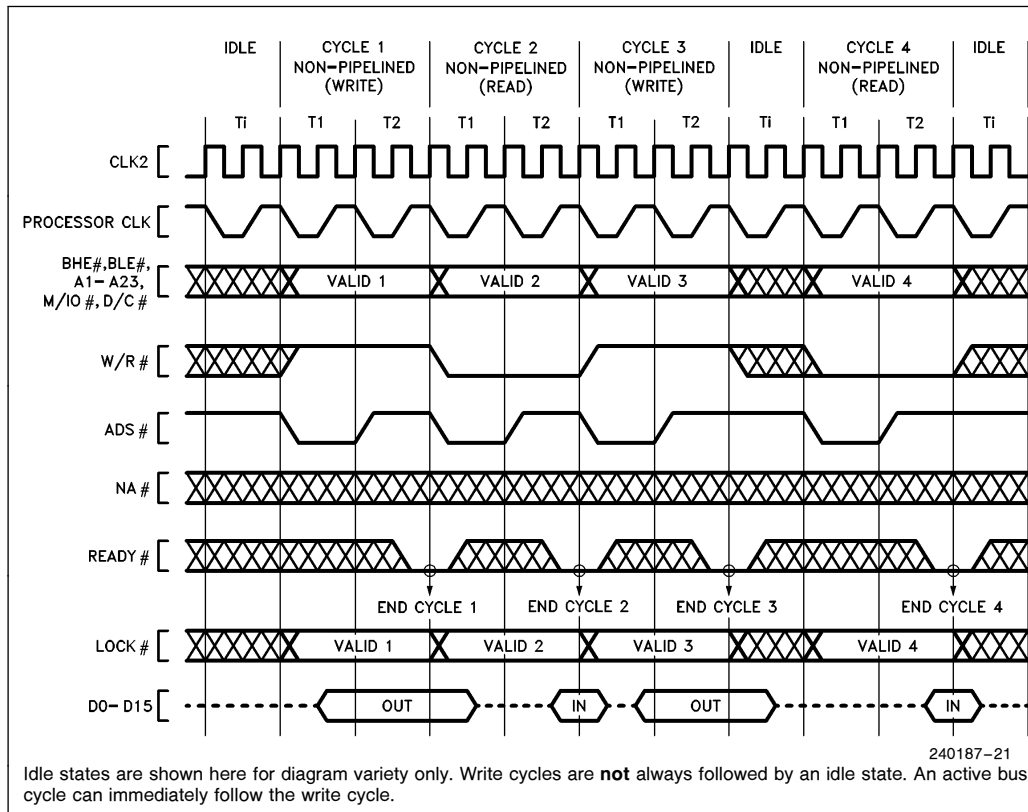 IDLE CYCLE 1 CYCLE 2 CYCLE 3 IDLE CYCLE 4 IDLE
NON-PIPELINED NON-PIPELINED NON-PIPELINED NON-PIPELINED
(WRITE) (READ) (WRITE) (READ)
Ti T1 T2 T1 T2 T1 T2 Ti T1 T2 Ti
CLK2
PROCESSOR CLK
BHE#,BLE#,
A1-A23,
M/IO #, D/C #
VALID 1 VALID 2 VALID 3 VALID 4
W/R #
ADS #
NA #
READY #
END CYCLE 1 END CYCLE 2 END CYCLE 3 END CYCLE 4
LOCK # VALID 1 VALID 2 VALID 3 VALID 4
D0-D15 OUT IN OUT IN
240187-21
Idle states are shown here for diagram variety only. Write cycles are not always followed by an idle state. An active bus
cycle can immediately follow the write cycle.